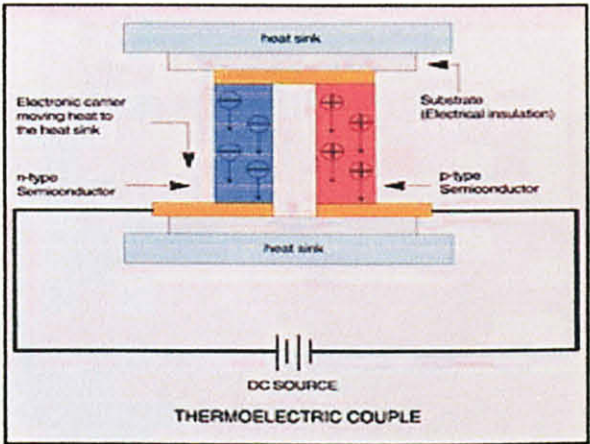 heat sink
Electronic carrier
moving heat to
the heat sink
Substrate
(Electrical insulation)
n-type
Semiconductor
p-type
Semiconductor
heat sink
DC SOURCE
THERMOELECTRIC COUPLE